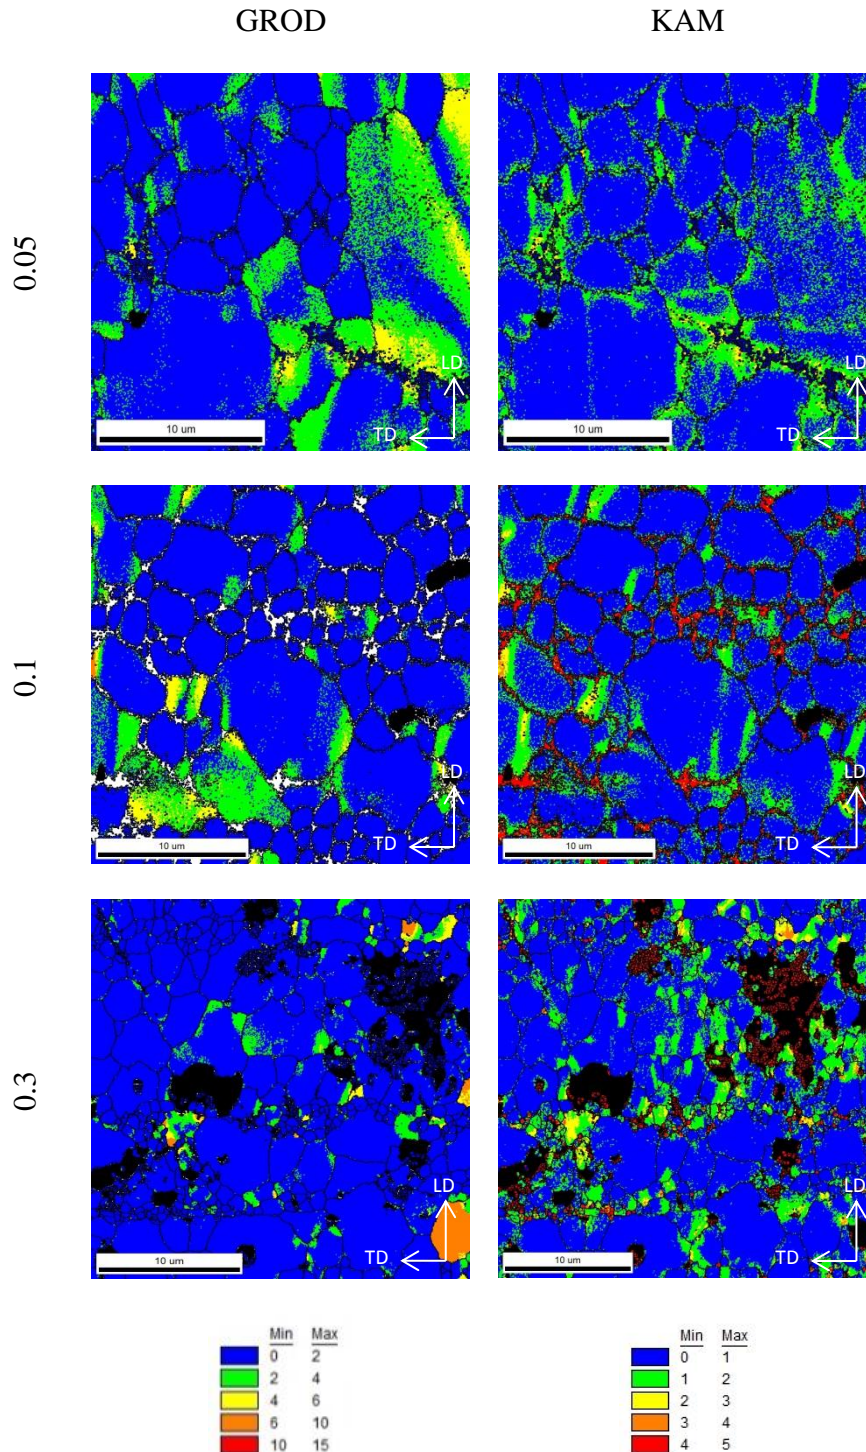 GROD KAM
0.05
LD LD
TD TD
10 um 10 um
0.1
LD LD
TD TD
10 um 10 um
0.3
LD LD
TD TD
10 um 10 um
Min Max Min Max
0 2 0 1
2 4 1 2
4 6 2 3
6 10 3 4
10 15 4 5